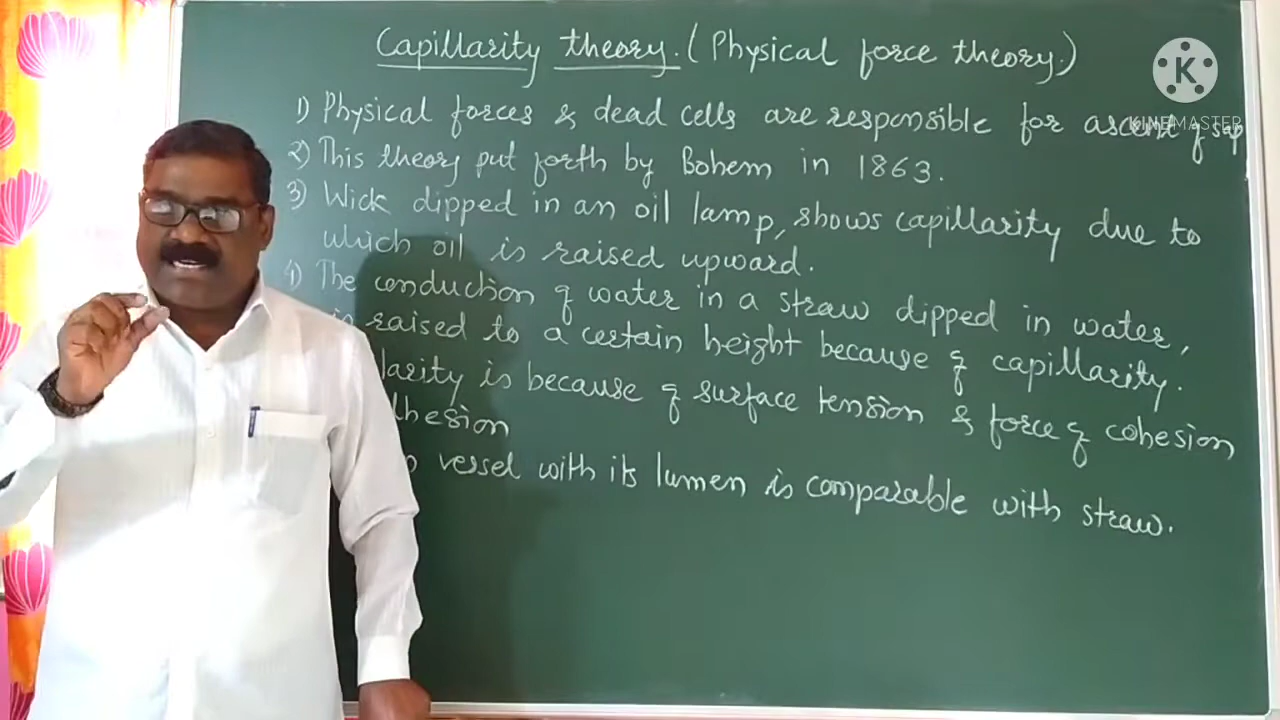 Capillarity theory. (Physical force theory.)
1) Physical forces & dead cells are responsible for ascent of sap
2) This theory put forth by Bohem in 1863.
3) Wick dipped in an oil lamp, shows capillarity due to
which oil is raised upward.
4) The conduction of water in a straw dipped in water,
is raised to a certain height because of capillarity.
larity is because of surface tension & force of cohesion
dhesion
vessel with its lumen is comparable with straw.
K
KINEMASTER